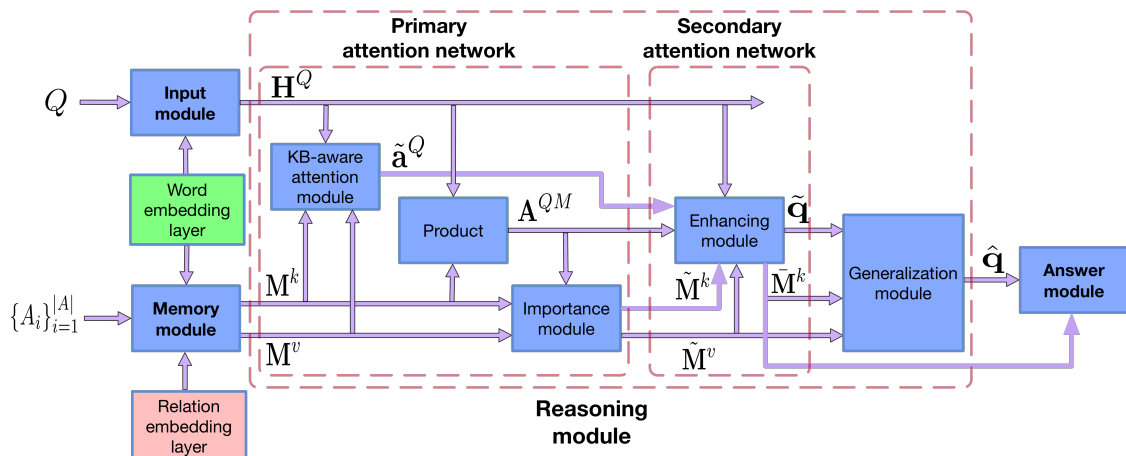 Primary
attention network
Secondary
attention network
Q
Input
module
H^Q
KB-aware
attention
module
ã^Q
Word
embedding
layer
Product
A^{QM}
Enhancing
module
q̃
Generalization
module
q̂
Answer
module
{A_i}_{i=1}^{|A|}
Memory
module
M^k
M^v
Importance
module
M̃^k
M̄^k
M̃^v
Relation
embedding
layer
Reasoning
module